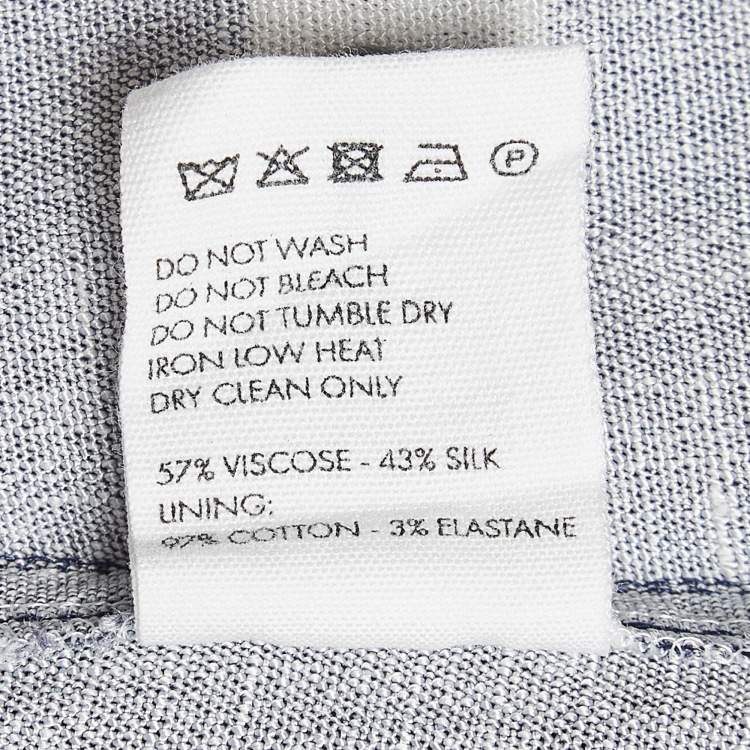 P
DO NOT WASH
DO NOT BLEACH
DO NOT TUMBLE DRY
IRON LOW HEAT
DRY CLEAN ONLY
57% VISCOSE - 43% SILK
LINING:
97% COTTON - 3% ELASTANE